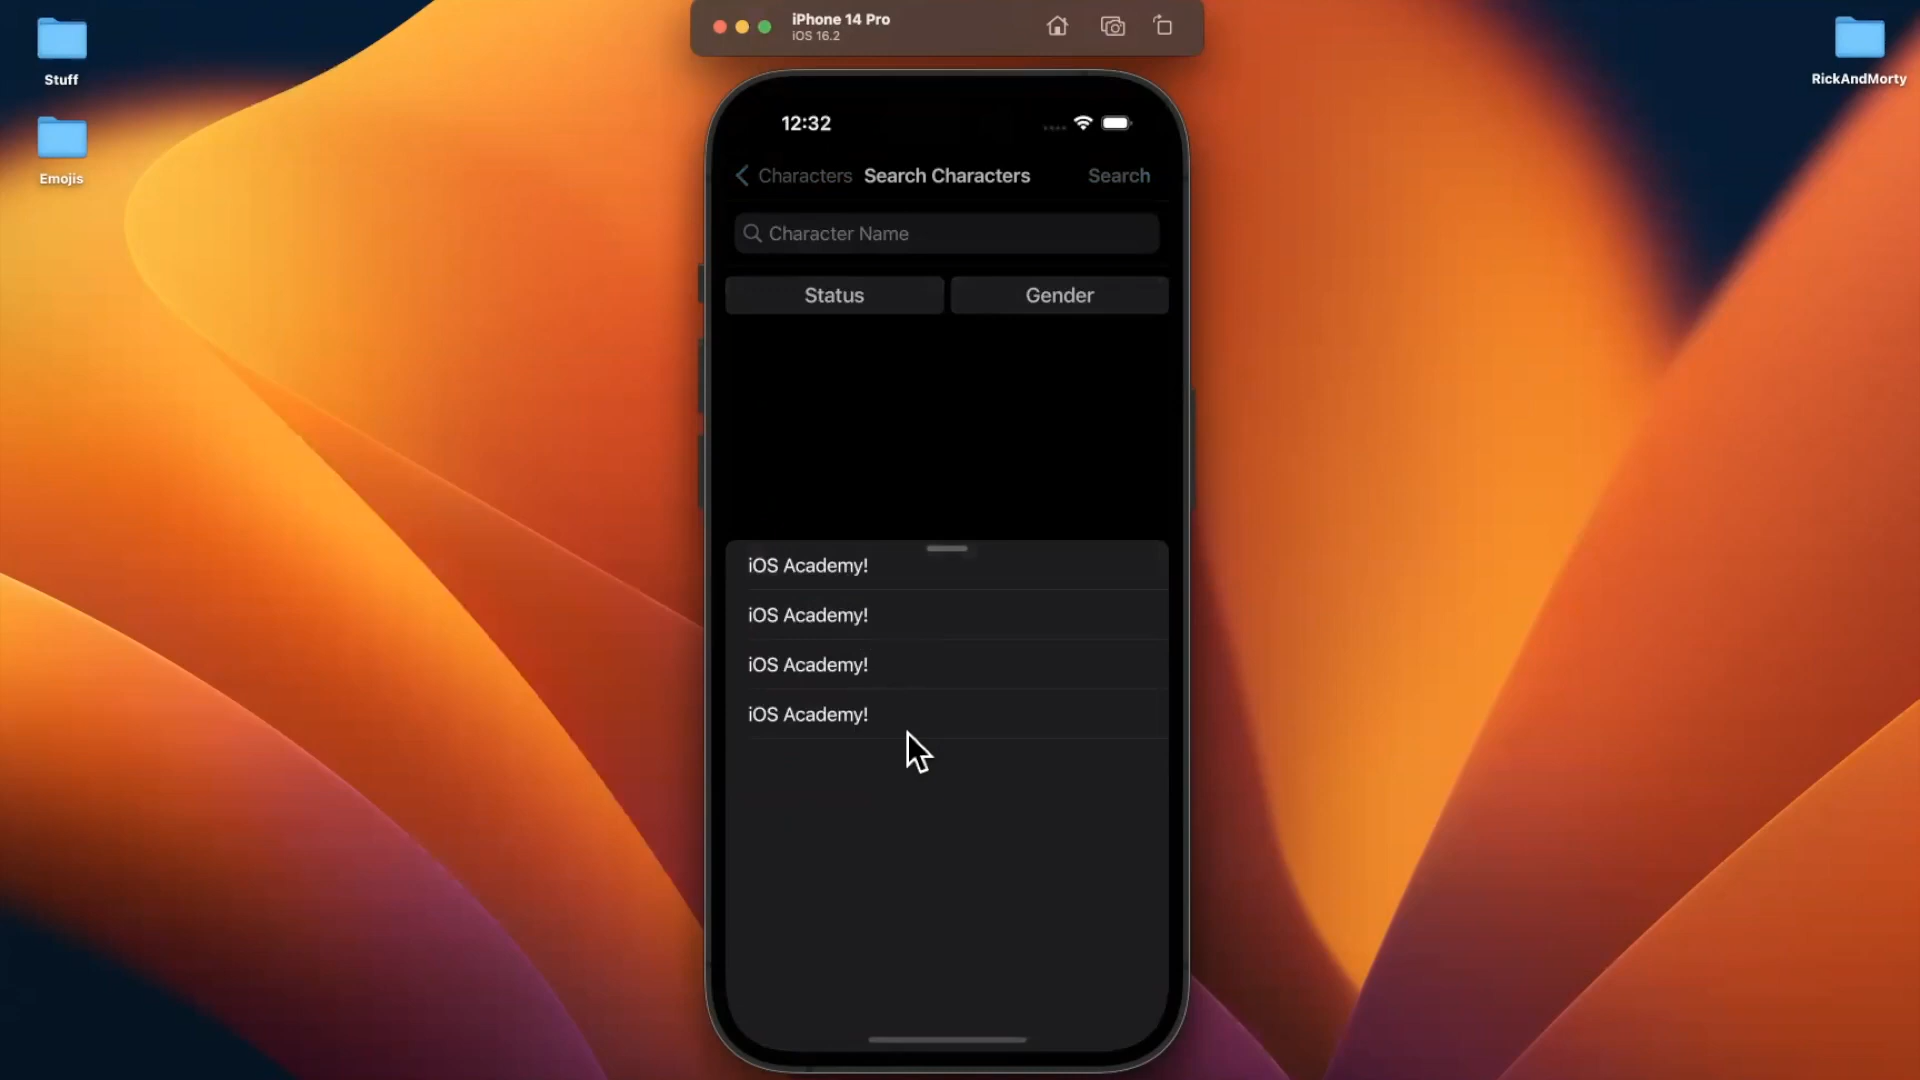 Stuff
Emojis
RickAndMorty
iPhone 14 Pro
iOS 16.2
12:32
Characters Search Characters Search
Character Name
Status Gender
iOS Academy!
iOS Academy!
iOS Academy!
iOS Academy!